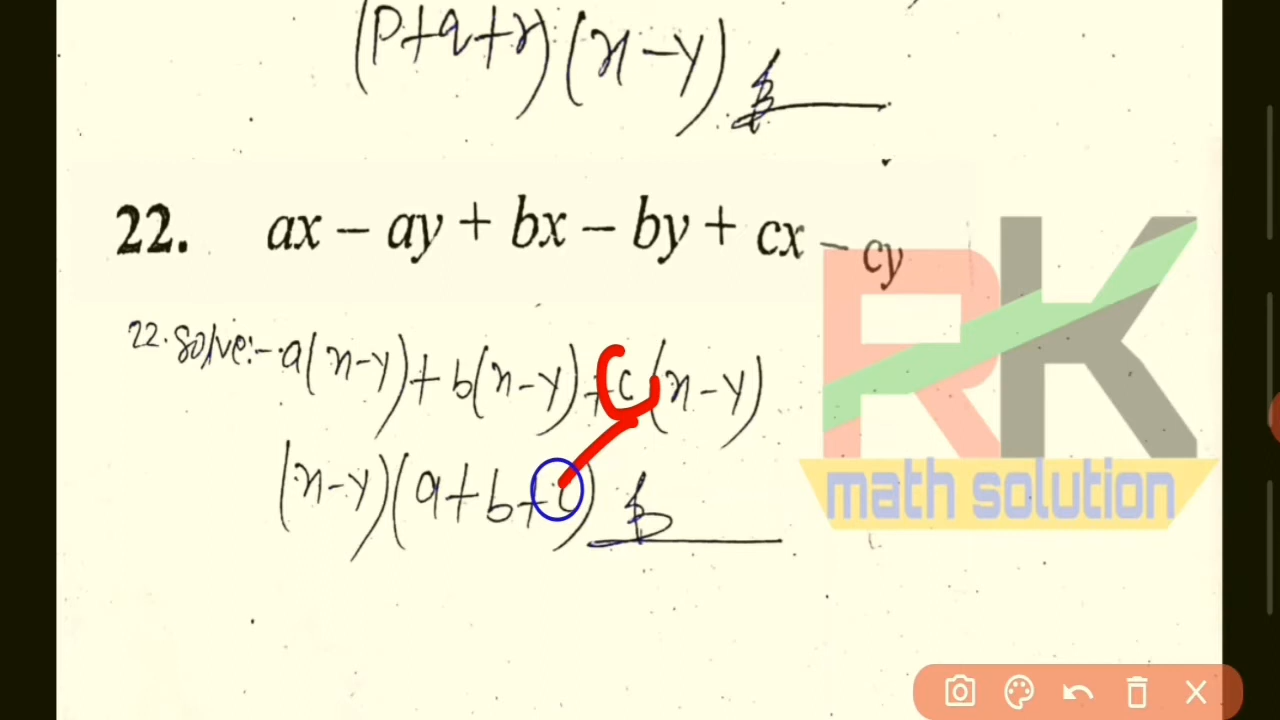 (p+q+r)(x-y)
22. ax – ay + bx – by + cx – cy
22. Solve:- a(x-y)+b(x-y)+c(x-y)
(x-y)(a+b+c)
RK
math solution